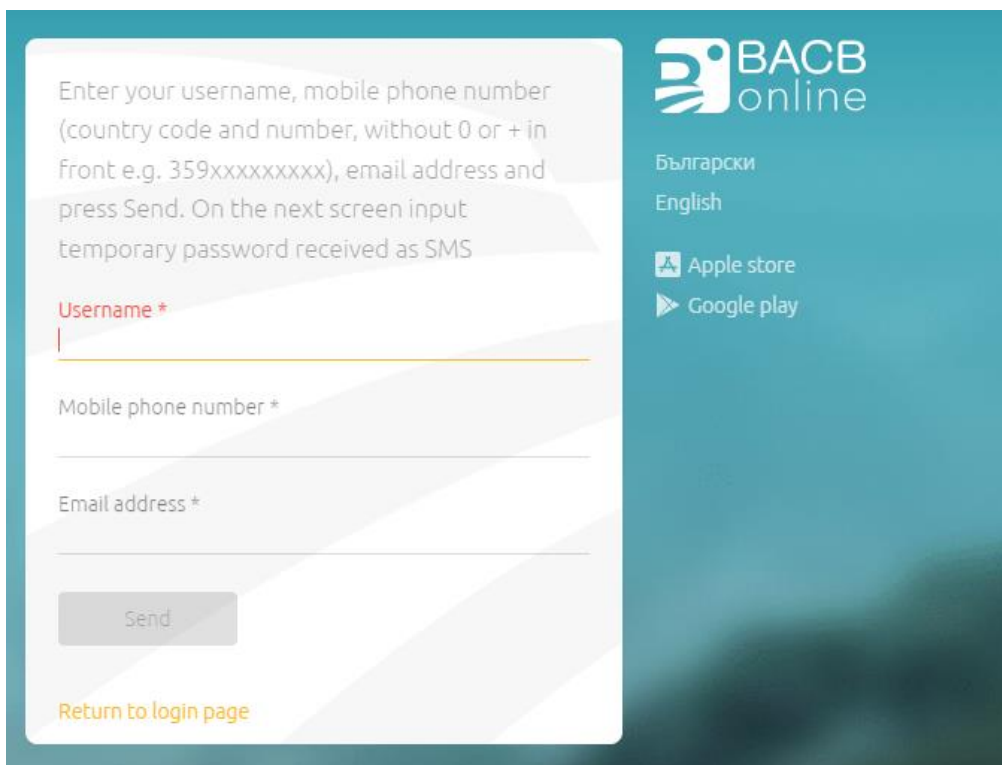 Enter your username, mobile phone number
(country code and number, without 0 or + in
front e.g. 359xxxxxxxxx), email address and
press Send. On the next screen input
temporary password received as SMS
Username *
Mobile phone number *
Email address *
Send
Return to login page
BACB
online
Български
English
Apple store
Google play